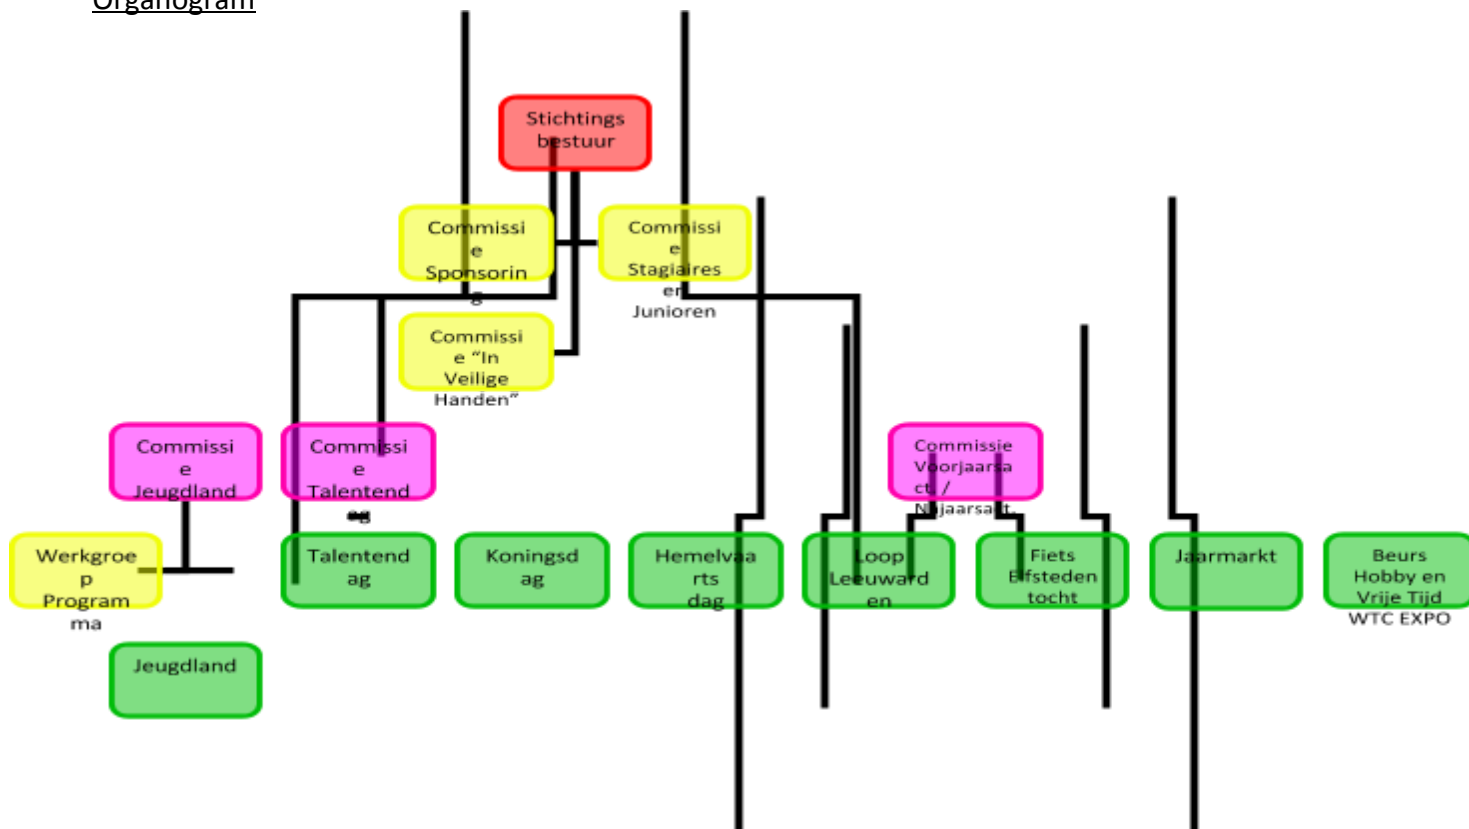 Organogram
Stichtings
bestuur
Commissi
e
Sponsorin
g
Commissi
e
Stagiaires
en
Junioren
Commissi
e "In
Veilige
Handen"
Commissi
e
Jeugdland
Commissi
e
Talentend
ag
Commissie
Voorjaarsa
ct. /
Najaarsact.
Werkgroe
p
Program
ma
Talentend
ag
Koningsd
ag
Hemelvaa
rts
dag
Loop
Leeuward
en
Fiets
Elfsteden
tocht
Jaarmarkt
Beurs
Hobby en
Vrije Tijd
WTC EXPO
Jeugdland